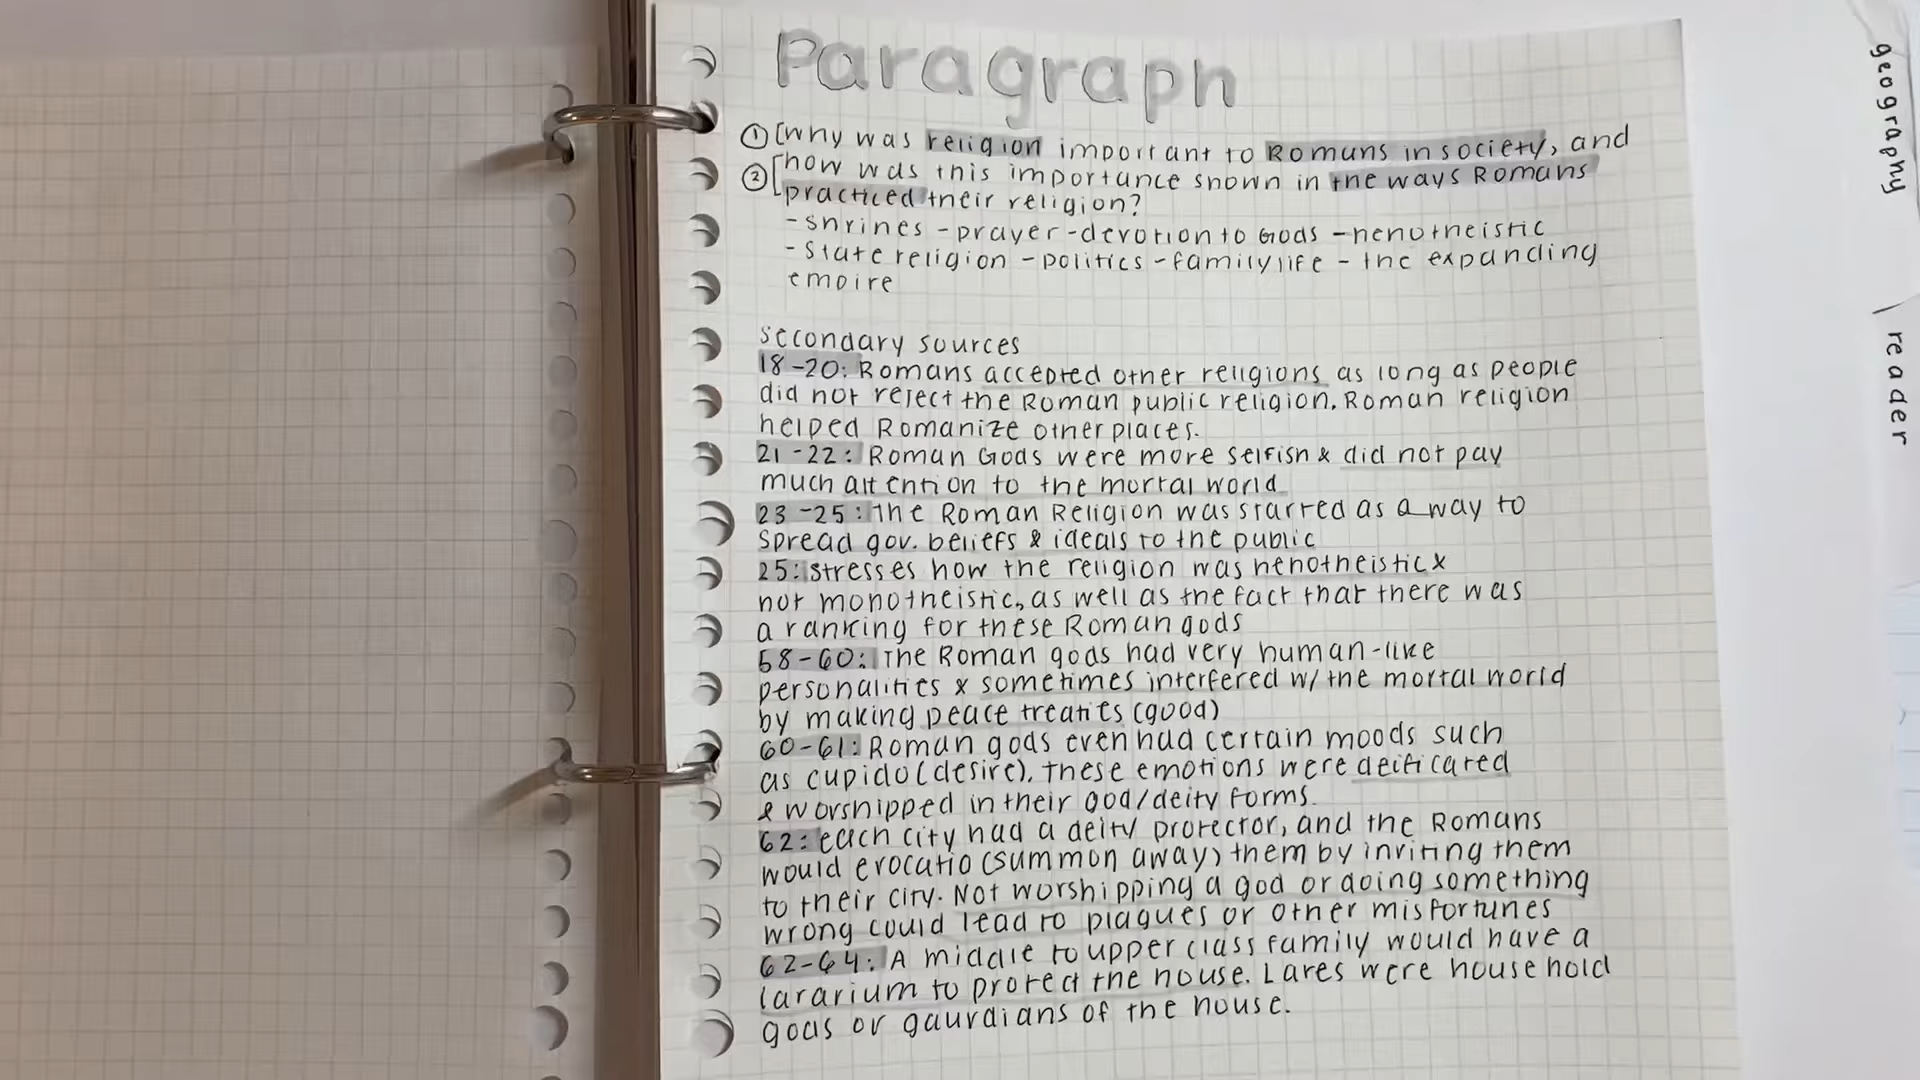 Paragraph
① [Why was religion important to Romans in society, and
② [how was this importance shown in the ways Romans
practiced their religion?
-shrines -prayer -devotion to Gods -henotheistic
-State religion -politics -family life - the expanding
empire
secondary sources
18-20: Romans accepted other religions as long as people
did not reject the Roman public religion. Roman religion
helped Romanize other places.
21-22: Roman Gods were more selfish & did not pay
much attention to the mortal world
23-25: The Roman Religion was started as a way to
spread gov. beliefs & ideals to the public
25: stresses how the religion was henotheistic &
not monotheistic, as well as the fact that there was
a ranking for these Roman gods
58-60: The Roman gods had very human-like
personalities & sometimes interfered w/ the mortal world
by making peace treaties (good)
60-61: Roman gods even had certain moods such
as cupido (desire). These emotions were deificared
& worshipped in their god/deity forms.
62: each city had a deity protector, and the Romans
would evocatio (summon away) them by inviting them
to their city. Not worshipping a god or doing something
wrong could lead to plagues or other misfortunes
62-64: A middle to upper class family would have a
lararium to protect the house. Lares were household
gods or gaurdians of the house.
geography
reader